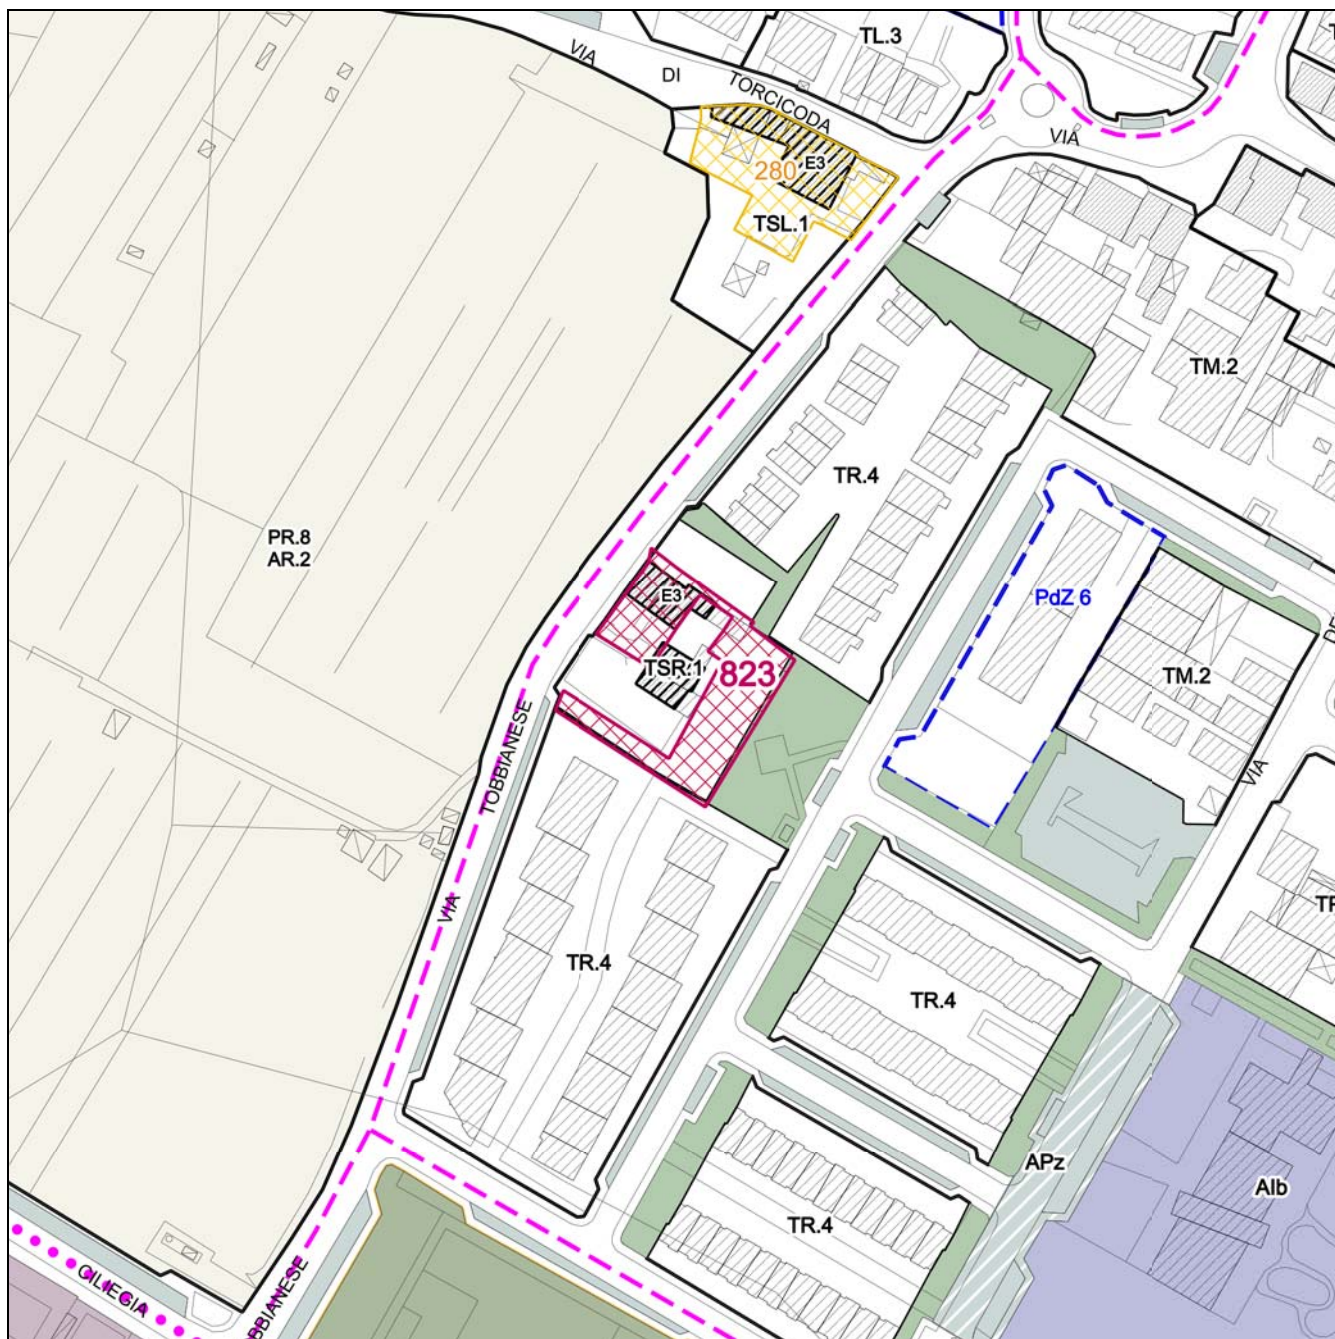 TL.3
VIA
DI
TORCICODA
VIA
E3
280
TSL.1
TM.2
TR.4
PR.8
AR.2
E3
PdZ 6
TSR.1
823
TM.2
TOBBIANESE
VIA
VIA
TR.4
TR.4
APz
Alb
TR.4
CILIEGIA
BBIANESE